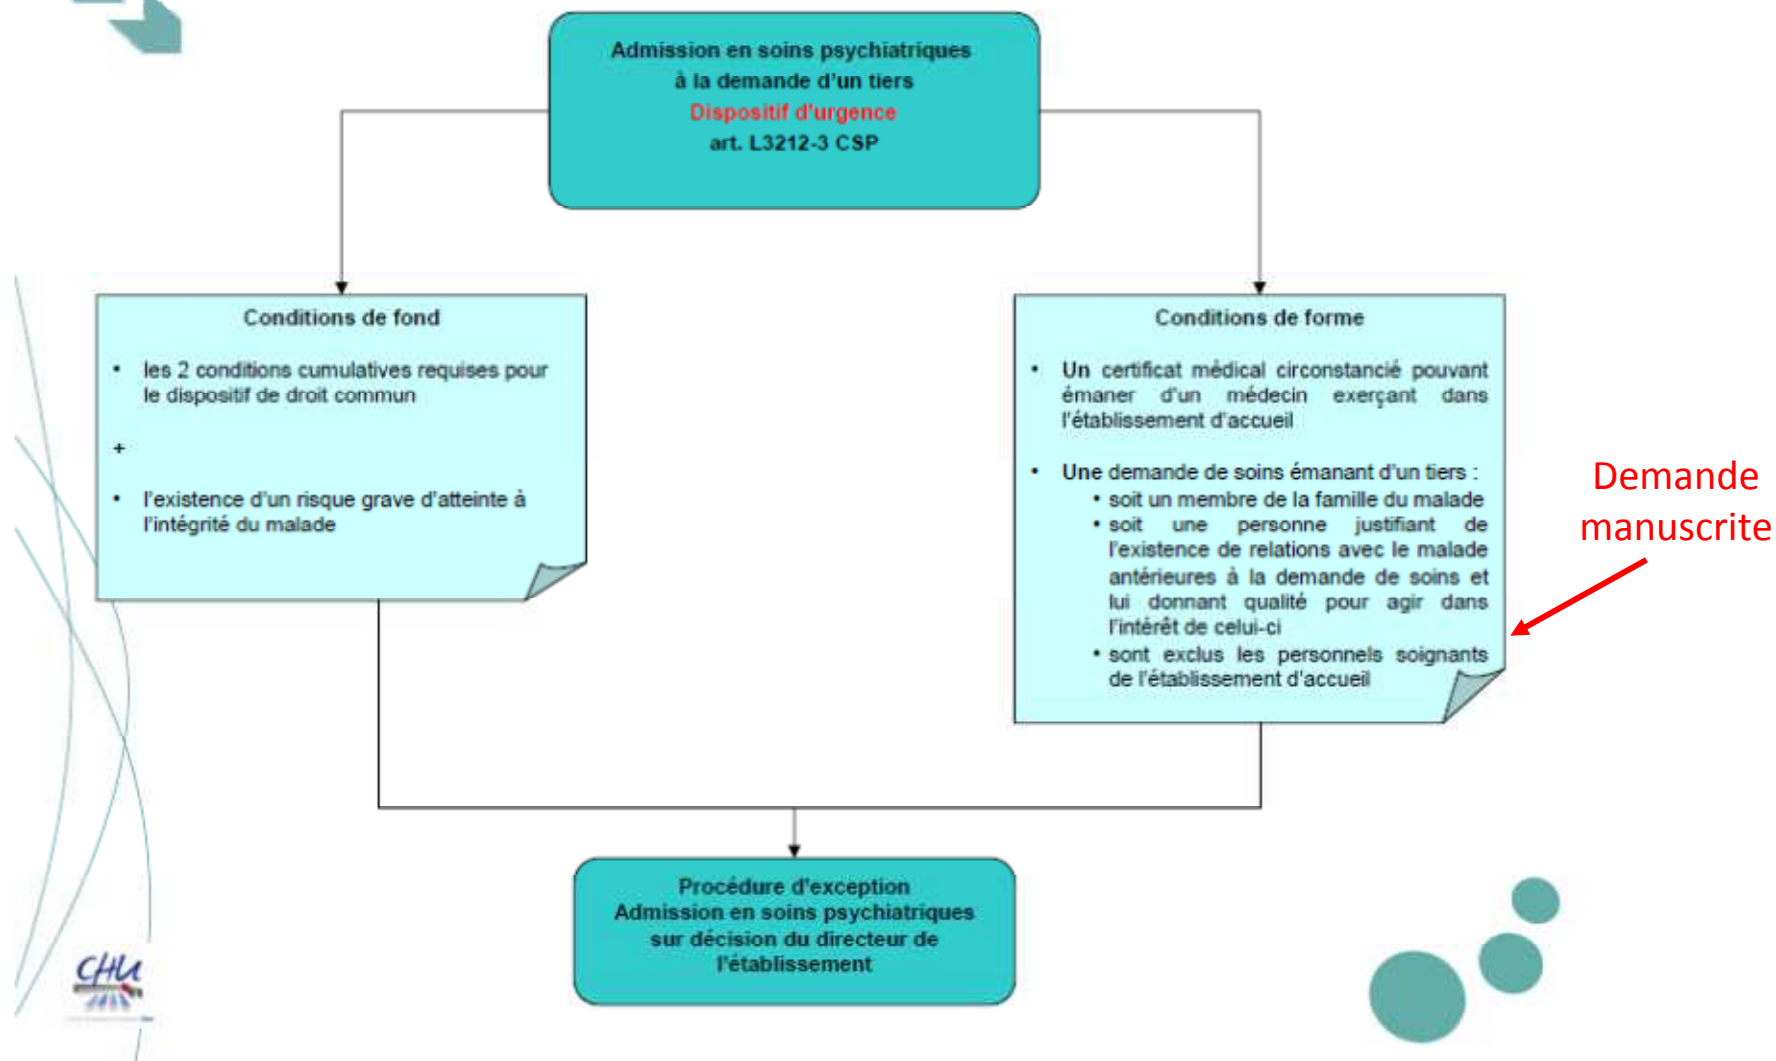 Admission en soins psychiatriques
à la demande d'un tiers
Dispositif d'urgence
art. L3212-3 CSP
Conditions de fond
• les 2 conditions cumulatives requises pour
le dispositif de droit commun
+
• l'existence d'un risque grave d'atteinte à
l'intégrité du malade
Conditions de forme
• Un certificat médical circonstancié pouvant
émaner d'un médecin exerçant dans
l'établissement d'accueil
• Une demande de soins émanant d'un tiers :
• soit un membre de la famille du malade
• soit une personne justifiant de
l'existence de relations avec le malade
antérieures à la demande de soins et
lui donnant qualité pour agir dans
l'intérêt de celui-ci
• sont exclus les personnels soignants
de l'établissement d'accueil
Demande
manuscrite
Procédure d'exception
Admission en soins psychiatriques
sur décision du directeur de
l'établissement
CHU